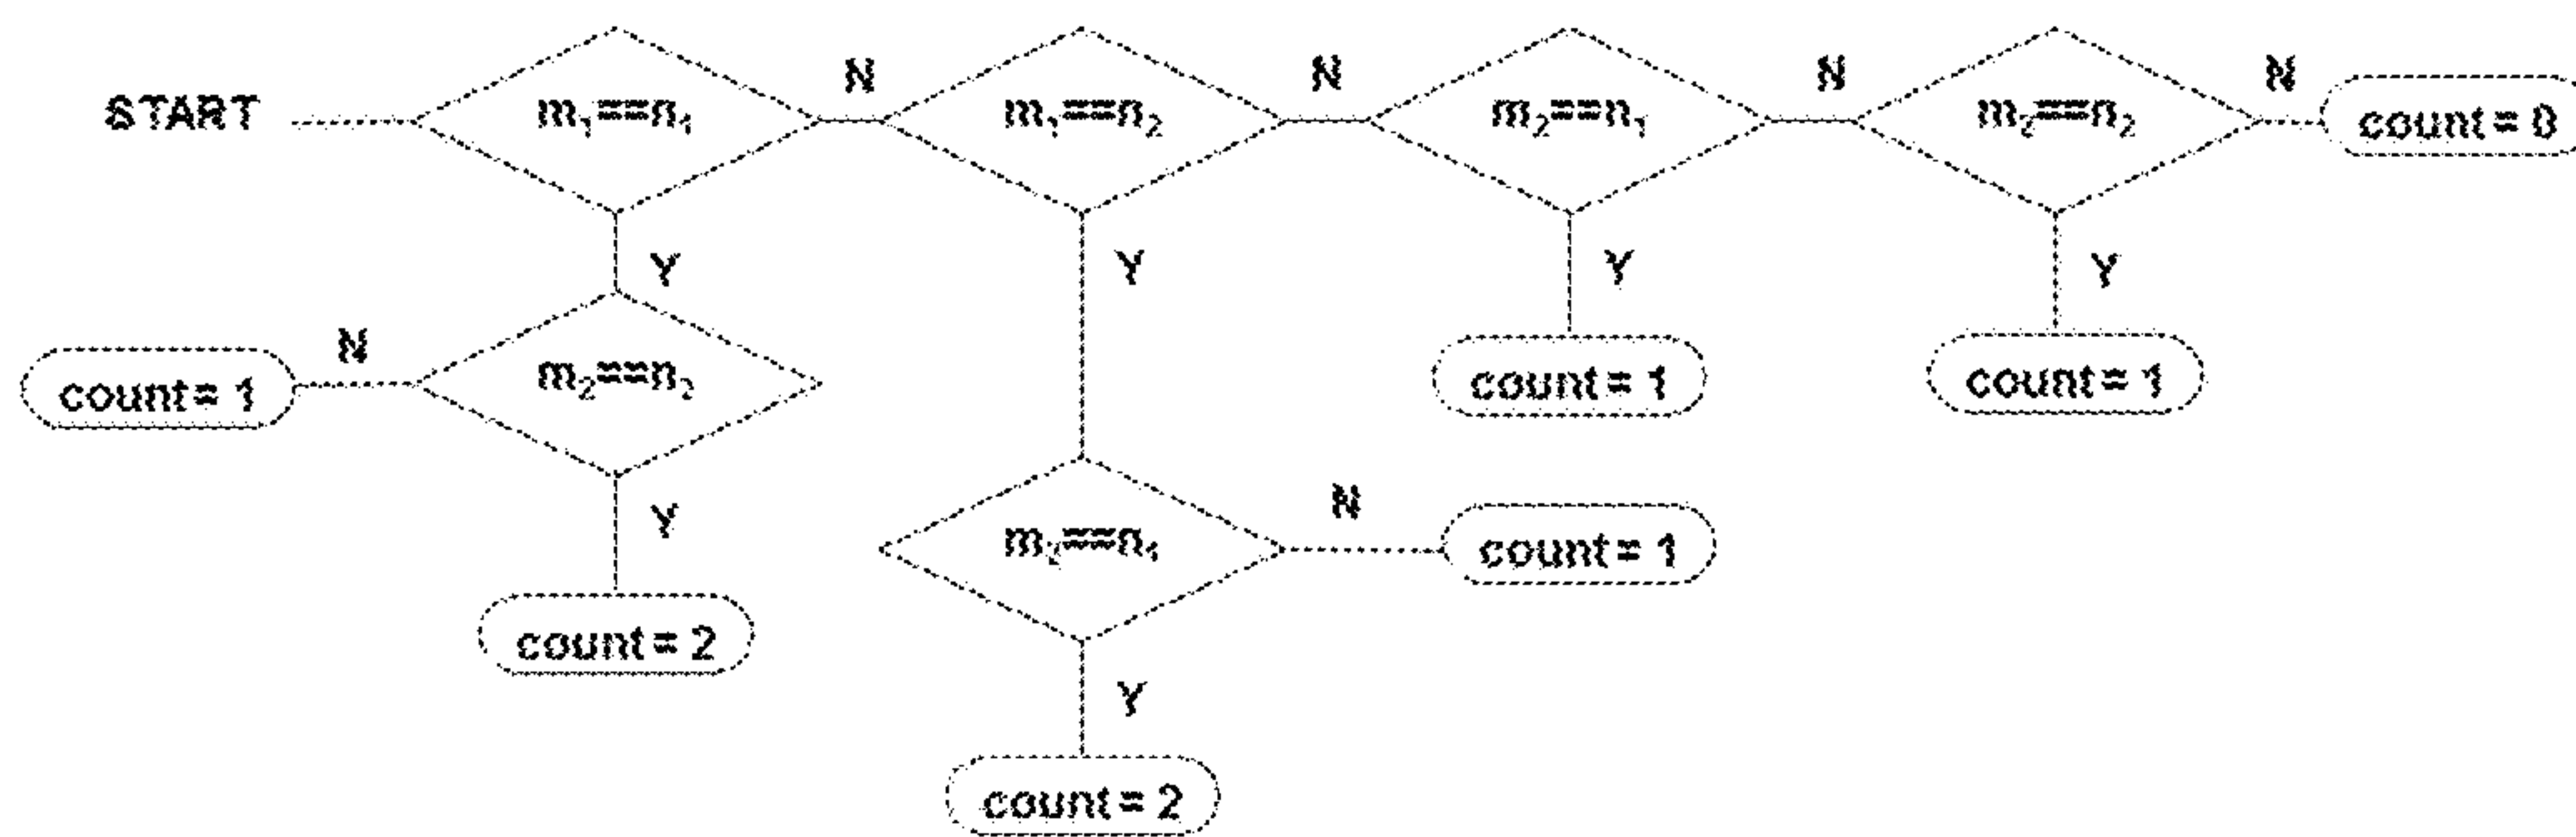 START
m₁==n₁
N
m₁==n₂
N
m₂==n₁
N
m₂==n₂
N
count = 0
Y
Y
Y
Y
count = 1
N
m₂==n₂
count = 1
count = 1
Y
m₂==n₁
N
count = 1
count = 2
Y
count = 2